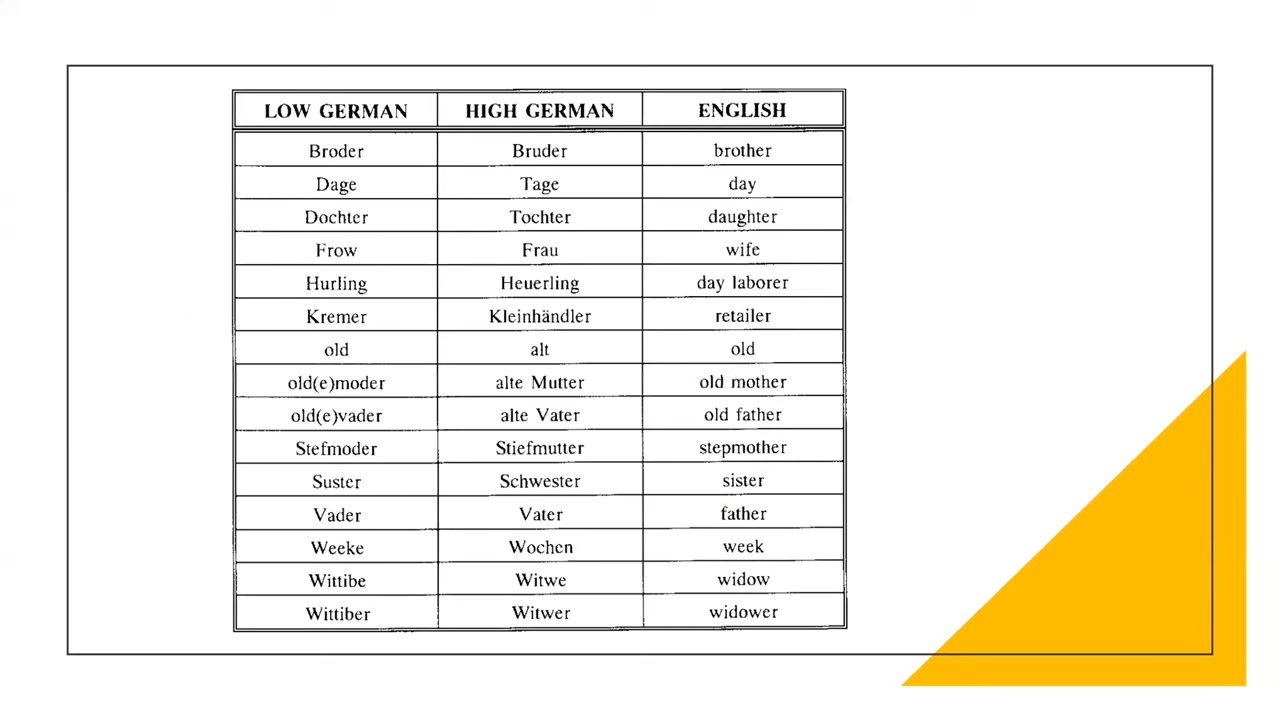 LOW GERMAN HIGH GERMAN ENGLISH
Broder Bruder brother
Dage Tage day
Dochter Tochter daughter
Frow Frau wife
Hurling Heuerling day laborer
Kremer Kleinhändler retailer
old alt old
old(e)moder alte Mutter old mother
old(e)vader alte Vater old father
Stefmoder Stiefmutter stepmother
Suster Schwester sister
Vader Vater father
Weeke Wochen week
Wittibe Witwe widow
Wittiber Witwer widower